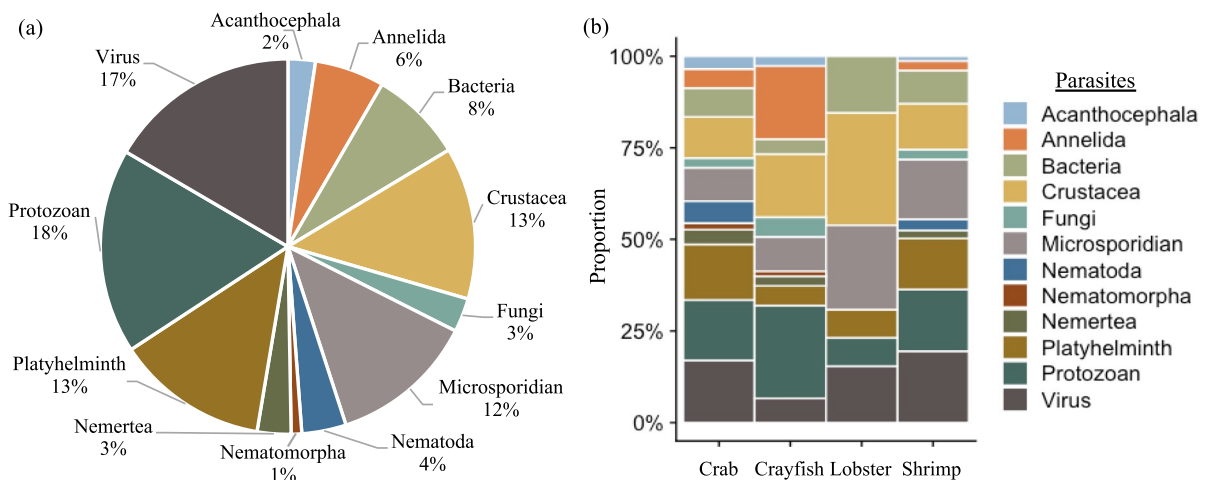 (a)
Acanthocephala
2%
Annelida
6%
Bacteria
8%
Crustacea
13%
Fungi
3%
Microsporidian
12%
Nematoda
4%
Nematomorpha
1%
Nemertea
3%
Platyhelminth
13%
Protozoan
18%
Virus
17%
(b)
Proportion
100%
75%
50%
25%
0%
Crab Crayfish Lobster Shrimp
Parasites
Acanthocephala
Annelida
Bacteria
Crustacea
Fungi
Microsporidian
Nematoda
Nematomorpha
Nemertea
Platyhelminth
Protozoan
Virus